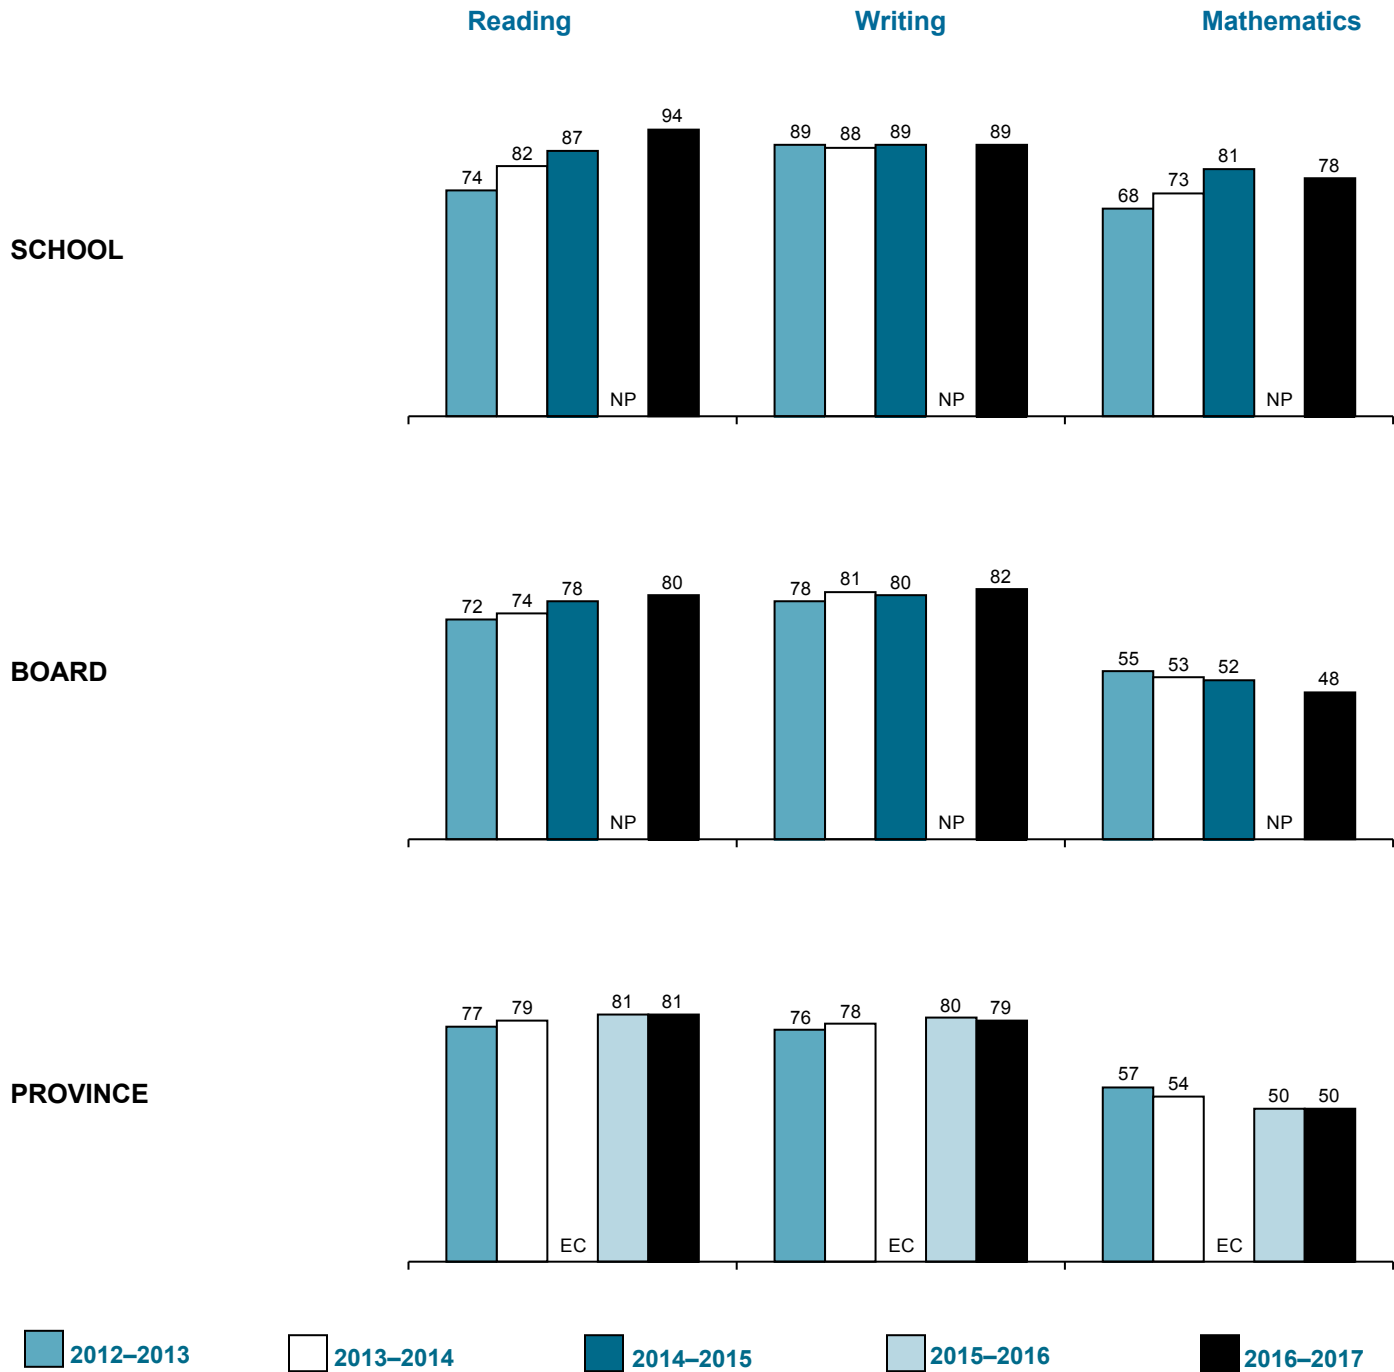 Reading Writing Mathematics
SCHOOL
74 82 87 NP 94 89 88 89 NP 89 68 73 81 NP 78
BOARD
72 74 78 NP 80 78 81 80 NP 82 55 53 52 NP 48
PROVINCE
77 79 EC 81 81 76 78 EC 80 79 57 54 EC 50 50
2012–2013 2013–2014 2014–2015 2015–2016 2016–2017